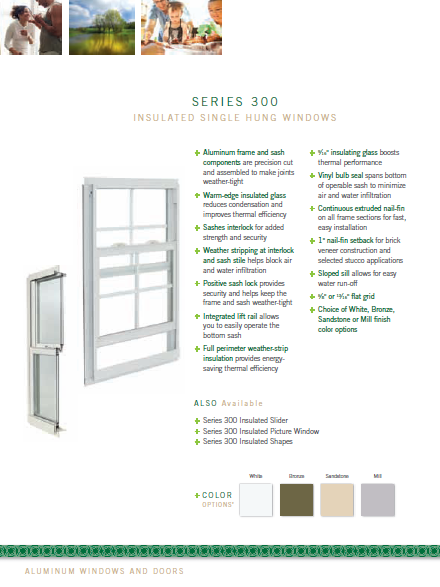 SERIES 300
INSULATED SINGLE HUNG WINDOWS
Aluminum frame and sash
components are precision cut
and assembled to make joints
weather-tight
Warm-edge insulated glass
reduces condensation and
improves thermal efficiency
Sashes interlock for added
strength and security
Weather stripping at interlock
and sash stile helps block air
and water infiltration
Positive sash lock provides
security and helps keep the
frame and sash weather-tight
Integrated lift rail allows
you to easily operate the
bottom sash
Full perimeter weather-strip
insulation provides energy-
saving thermal efficiency
insulating glass boosts
thermal performance
Vinyl bulb seal spans bottom
of operable sash to minimize
air and water infiltration
Continuous extruded nail-fin
on all frame sections for fast,
easy installation
1" nail-fin setback for brick
veneer construction and
selected stucco applications
Sloped sill allows for easy
water run-off
flat grid
Choice of White, Bronze,
Sandstone or Mill finish
color options
ALSO Available
Series 300 Insulated Slider
Series 300 Insulated Picture Window
Series 300 Insulated Shapes
White Bronze Sandstone Mill
COLOR
OPTIONS*
ALUMINUM WINDOWS AND DOORS